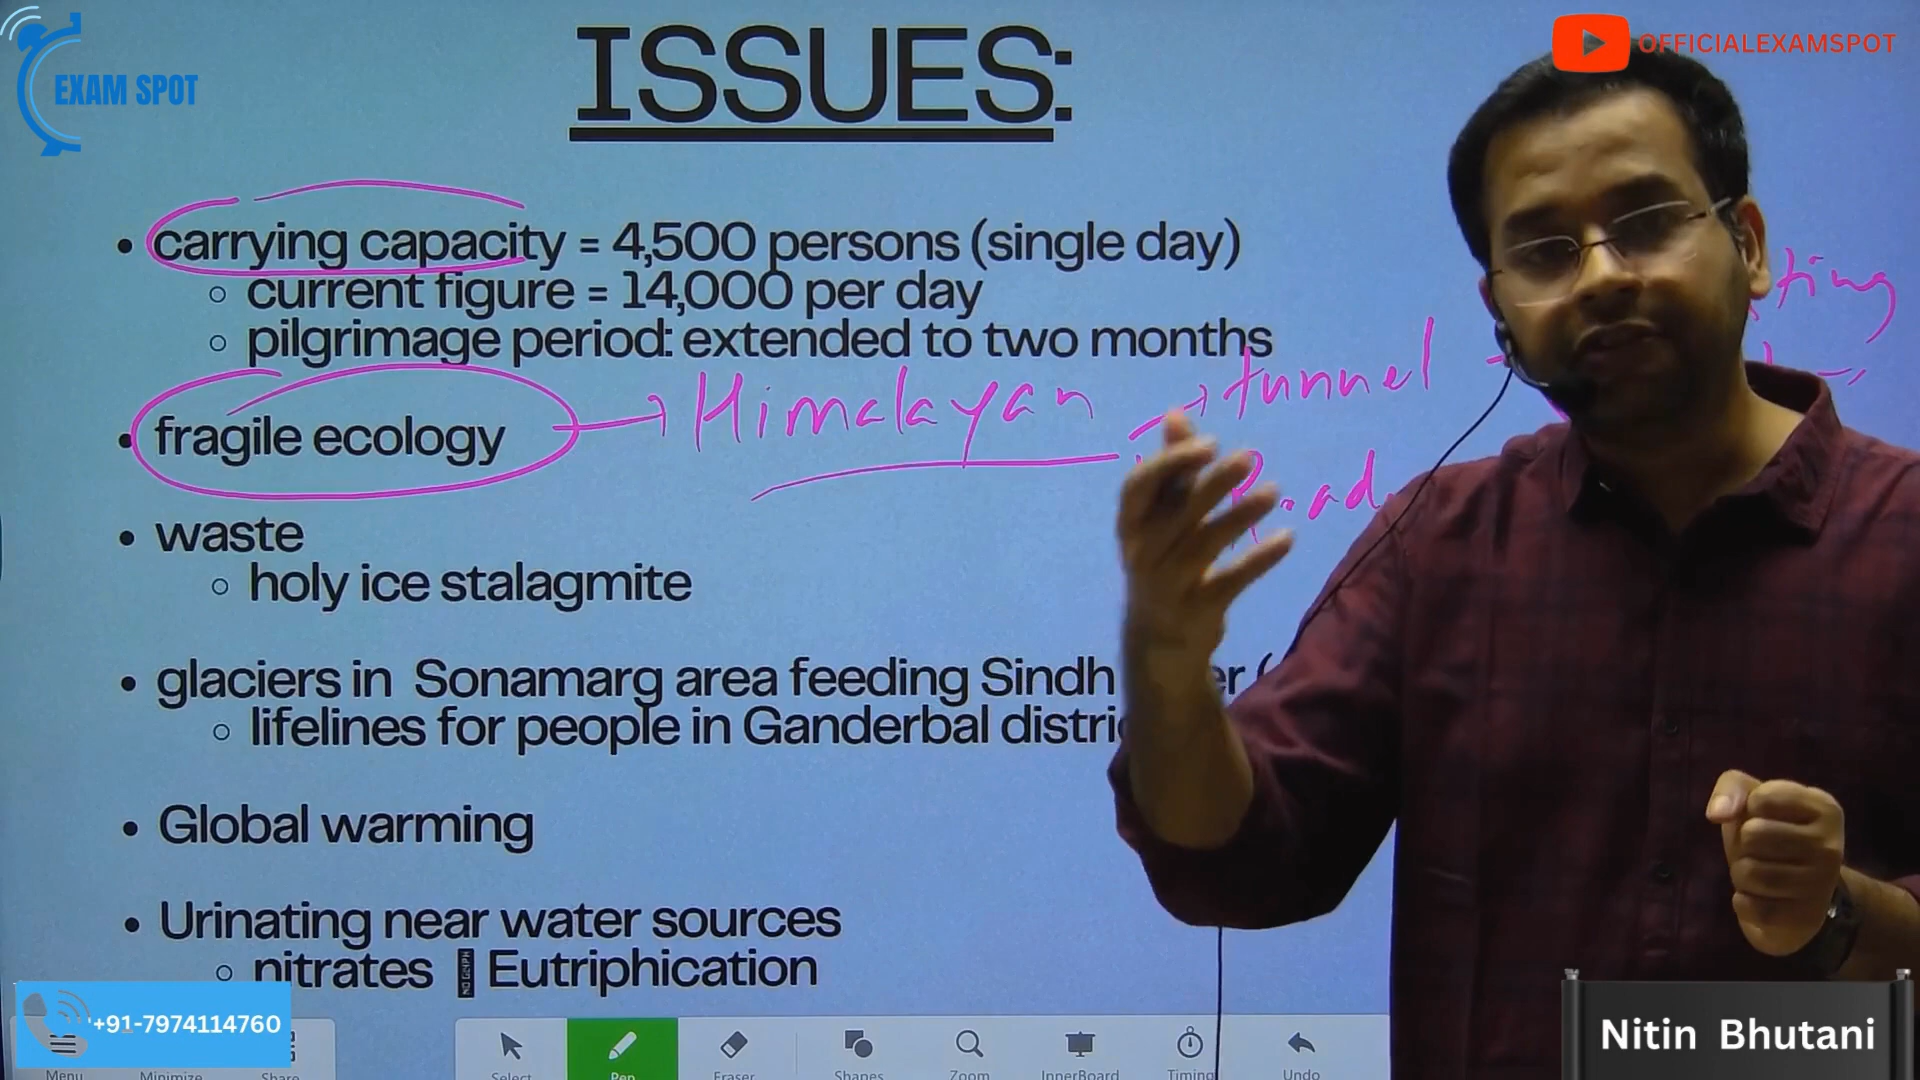 EXAM SPOT
OFFICIALEXAMSPOT
ISSUES:
carrying capacity = 4,500 persons (single day)
current figure = 14,000 per day
pilgrimage period: extended to two months
fragile ecology
Himalayan
tunnel
Road
waste
holy ice stalagmite
glaciers in Sonamarg area feeding Sindh
lifelines for people in Ganderbal
Global warming
Urinating near water sources
nitrates Eutriphication
+91-7974114760
Menu Minimize Share Select Pen Eraser Shapes Zoom InnerBoard Timing Undo
Nitin Bhutani